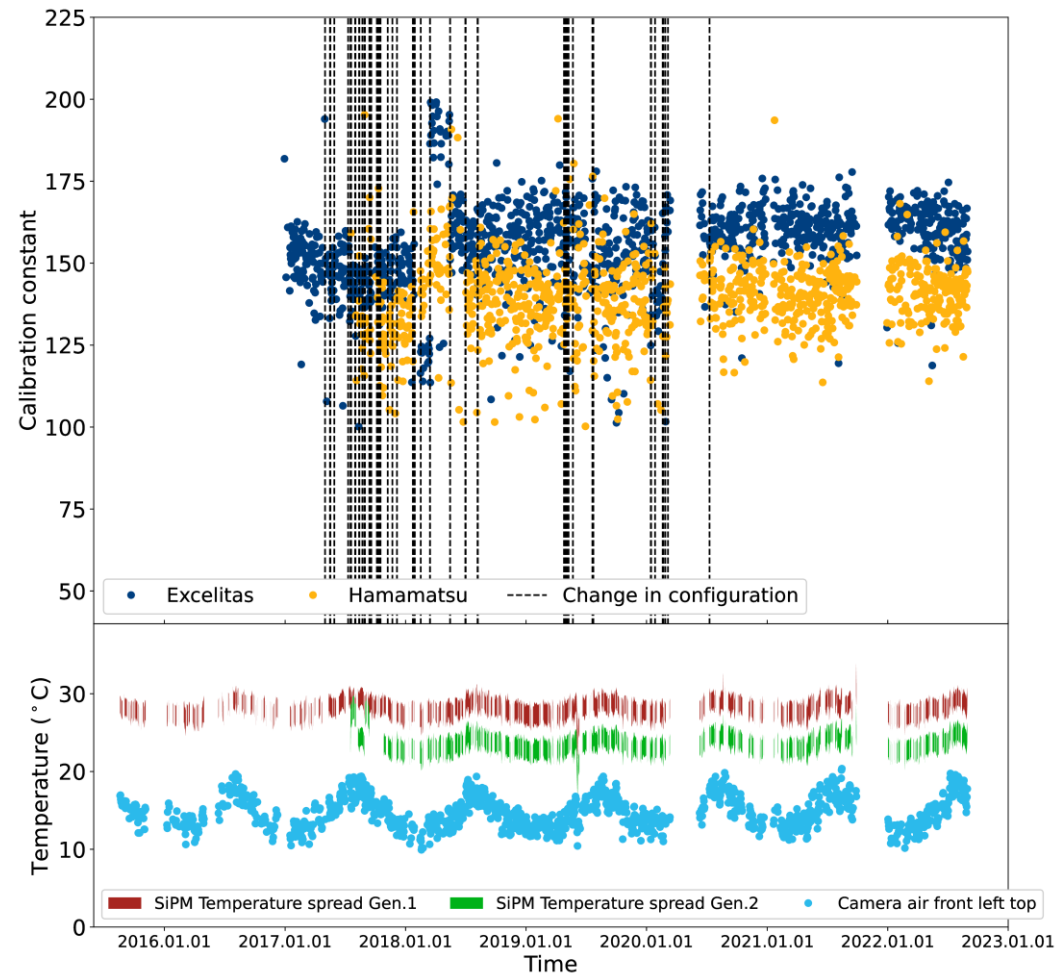 225
200
175
150
125
100
75
50
Calibration constant
Excelitas
Hamamatsu
Change in configuration
30
20
10
0
Temperature (°C)
SiPM Temperature spread Gen.1
SiPM Temperature spread Gen.2
Camera air front left top
2016.01.01 2017.01.01 2018.01.01 2019.01.01 2020.01.01 2021.01.01 2022.01.01 2023.01.01
Time